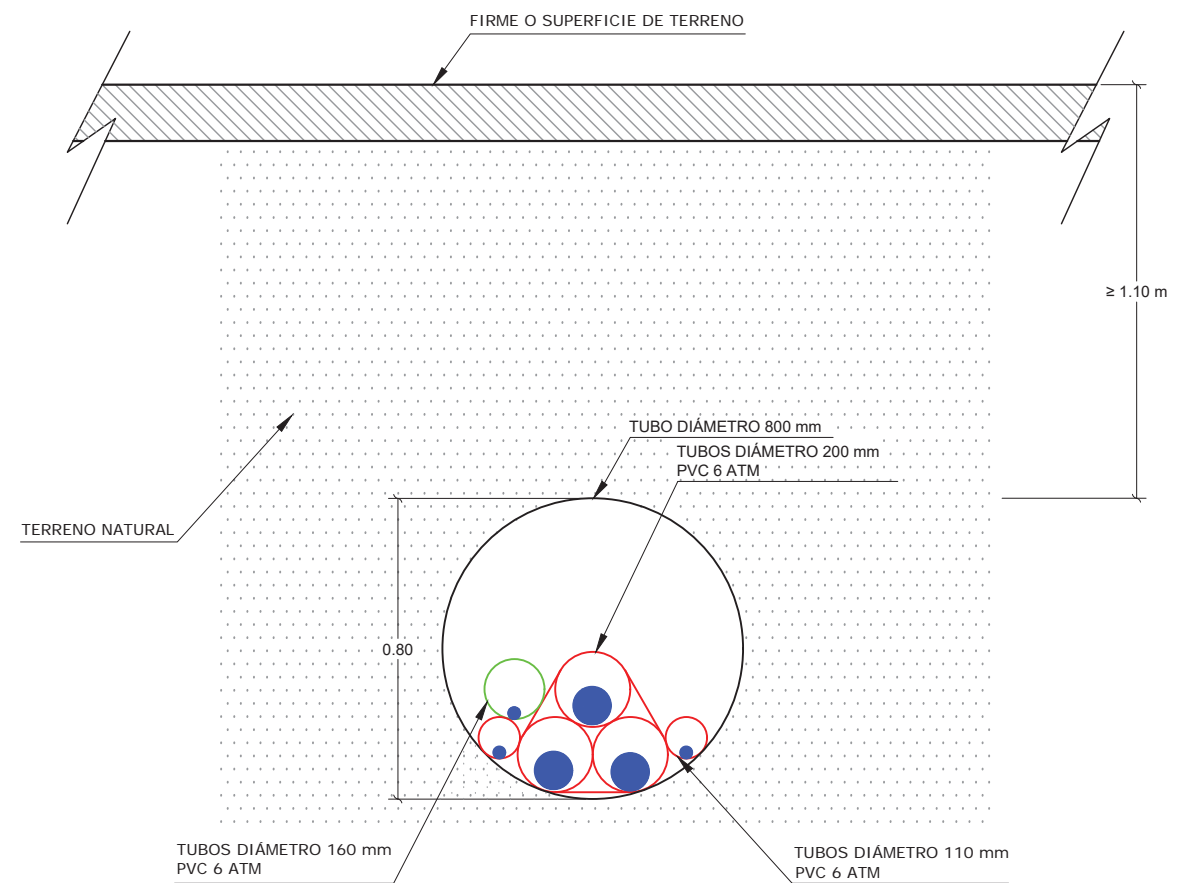 FIRME O SUPERFICIE DE TERRENO
≥ 1.10 m
TUBO DIÁMETRO 800 mm
TUBOS DIÁMETRO 200 mm
PVC 6 ATM
TERRENO NATURAL
0.80
TUBOS DIÁMETRO 160 mm
PVC 6 ATM
TUBOS DIÁMETRO 110 mm
PVC 6 ATM